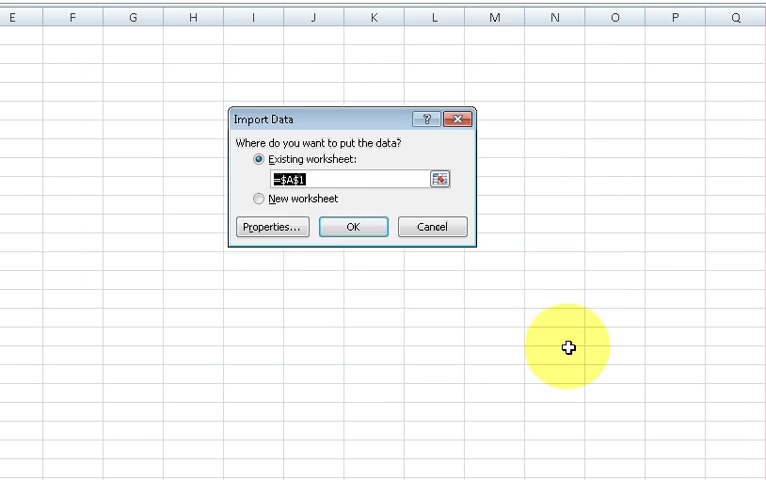 E F G H I J K L M N O P Q
Import Data
Where do you want to put the data?
Existing worksheet:
=$A$1
New worksheet
Properties... OK Cancel